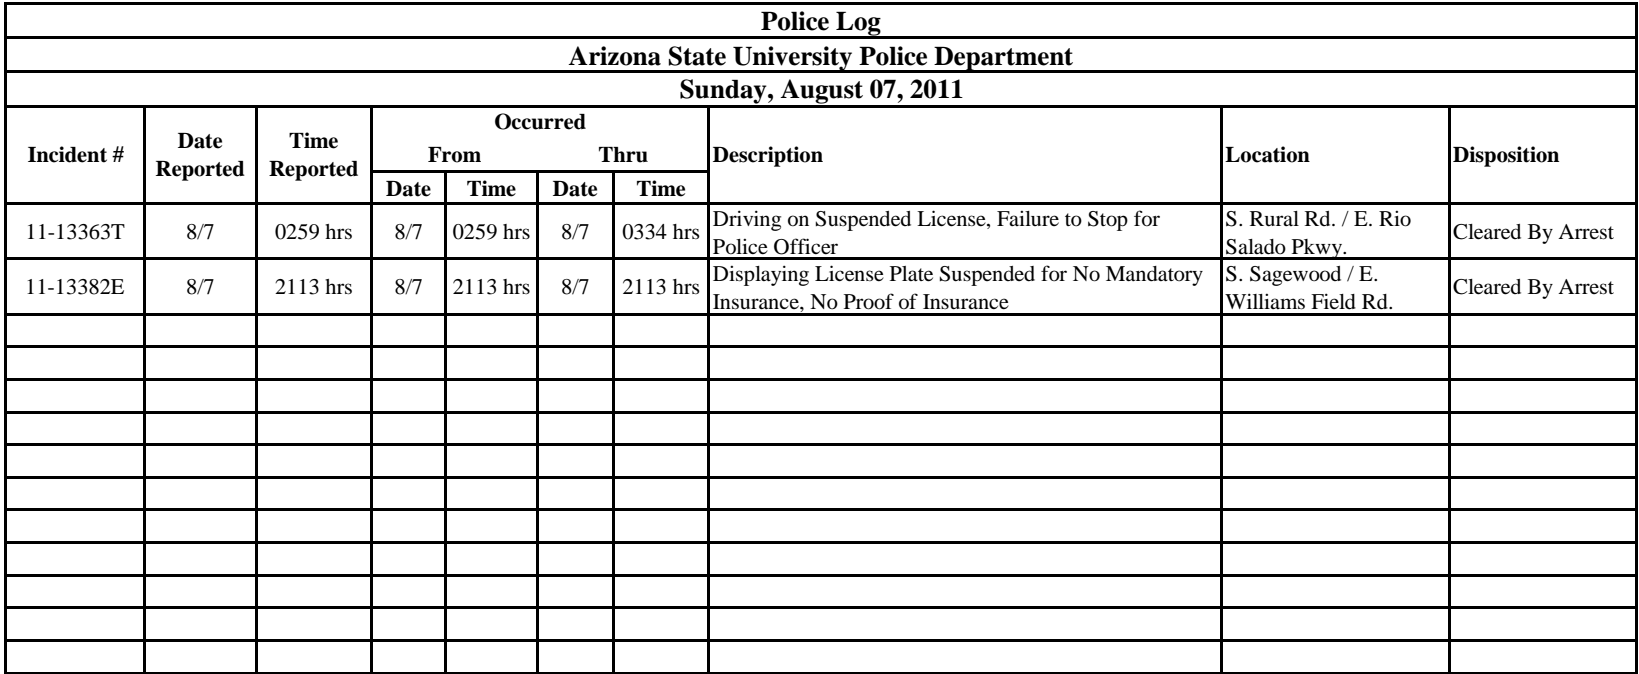 Police Log
Arizona State University Police Department
Sunday, August 07, 2011
Incident # Date Reported Time Reported Occurred Description Location Disposition
From Thru
Date Time Date Time
11-13363T 8/7 0259 hrs 8/7 0259 hrs 8/7 0334 hrs Driving on Suspended License, Failure to Stop for Police Officer S. Rural Rd. / E. Rio Salado Pkwy. Cleared By Arrest
11-13382E 8/7 2113 hrs 8/7 2113 hrs 8/7 2113 hrs Displaying License Plate Suspended for No Mandatory Insurance, No Proof of Insurance S. Sagewood / E. Williams Field Rd. Cleared By Arrest